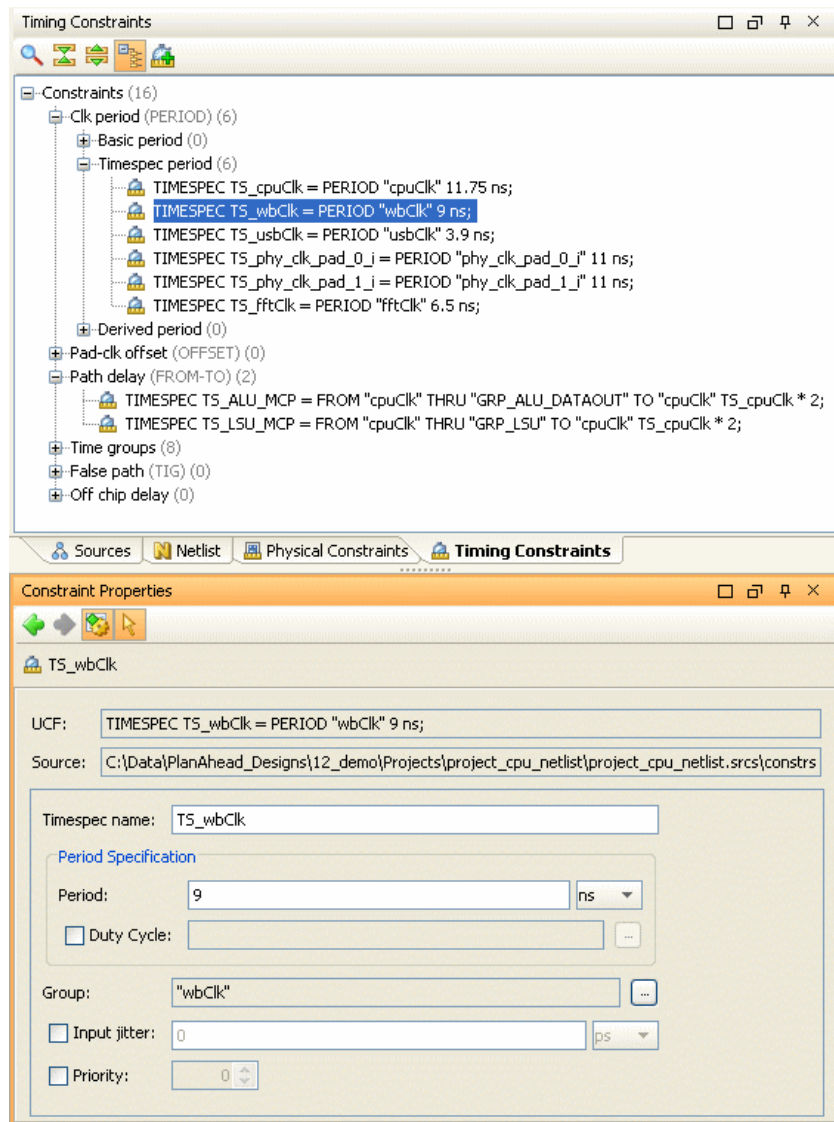 Timing Constraints
Constraints (16)
Clk period (PERIOD) (6)
Basic period (0)
Timespec period (6)
TIMESPEC TS_cpuClk = PERIOD "cpuClk" 11.75 ns;
TIMESPEC TS_wbClk = PERIOD "wbClk" 9 ns;
TIMESPEC TS_usbClk = PERIOD "usbClk" 3.9 ns;
TIMESPEC TS_phy_clk_pad_0_i = PERIOD "phy_clk_pad_0_i" 11 ns;
TIMESPEC TS_phy_clk_pad_1_i = PERIOD "phy_clk_pad_1_i" 11 ns;
TIMESPEC TS_fftClk = PERIOD "fftClk" 6.5 ns;
Derived period (0)
Pad-clk offset (OFFSET) (0)
Path delay (FROM-TO) (2)
TIMESPEC TS_ALU_MCP = FROM "cpuClk" THRU "GRP_ALU_DATAOUT" TO "cpuClk" TS_cpuClk * 2;
TIMESPEC TS_LSU_MCP = FROM "cpuClk" THRU "GRP_LSU" TO "cpuClk" TS_cpuClk * 2;
Time groups (8)
False path (TIG) (0)
Off chip delay (0)
Sources Netlist Physical Constraints Timing Constraints
Constraint Properties
TS_wbClk
UCF: TIMESPEC TS_wbClk = PERIOD "wbClk" 9 ns;
Source: C:\Data\PlanAhead_Designs\12_demo\Projects\project_cpu_netlist\project_cpu_netlist.srcs\constrs
Timespec name: TS_wbClk
Period Specification
Period: 9 ns
Duty Cycle: ...
Group: "wbClk" ...
Input jitter: 0 ps
Priority: 0